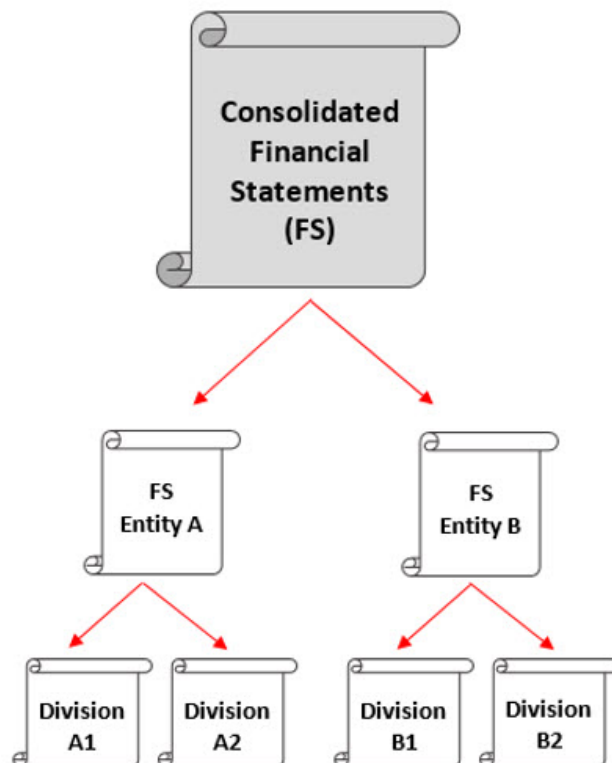 Consolidated
Financial
Statements
(FS)
FS
Entity A
FS
Entity B
Division
A1
Division
A2
Division
B1
Division
B2